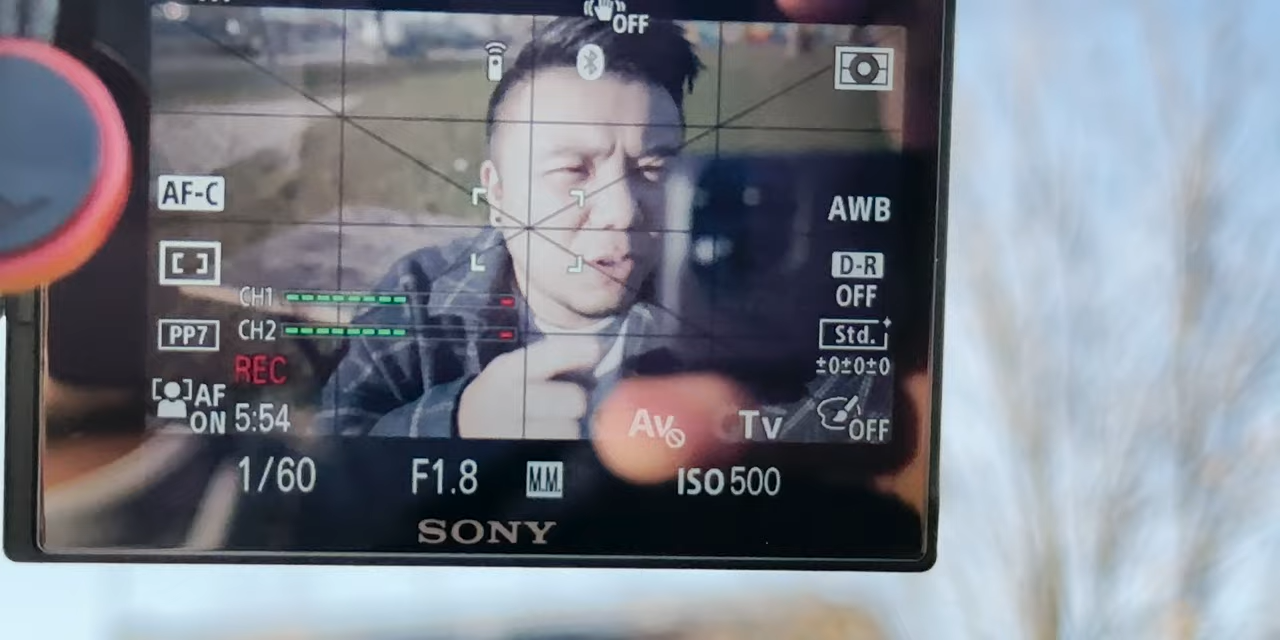 OFF
AF-C
AWB
D-R
OFF
CH1
PP7
CH2
Std.
REC
±0±0±0
AF
ON 5:54
Av
Tv
OFF
1/60 F1.8 M.M. ISO 500
SONY